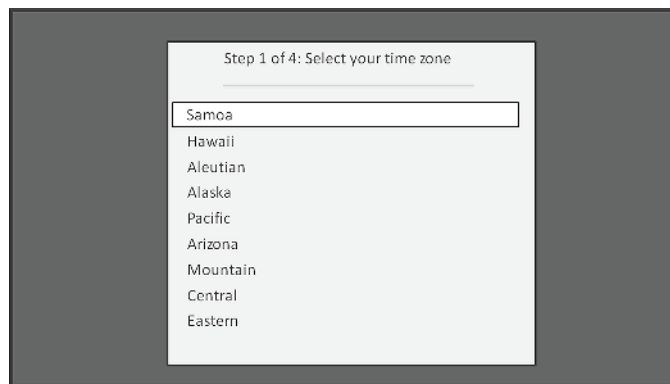 Step 1 of 4: Select your time zone
Samoa
Hawaii
Aleutian
Alaska
Pacific
Arizona
Mountain
Central
Eastern